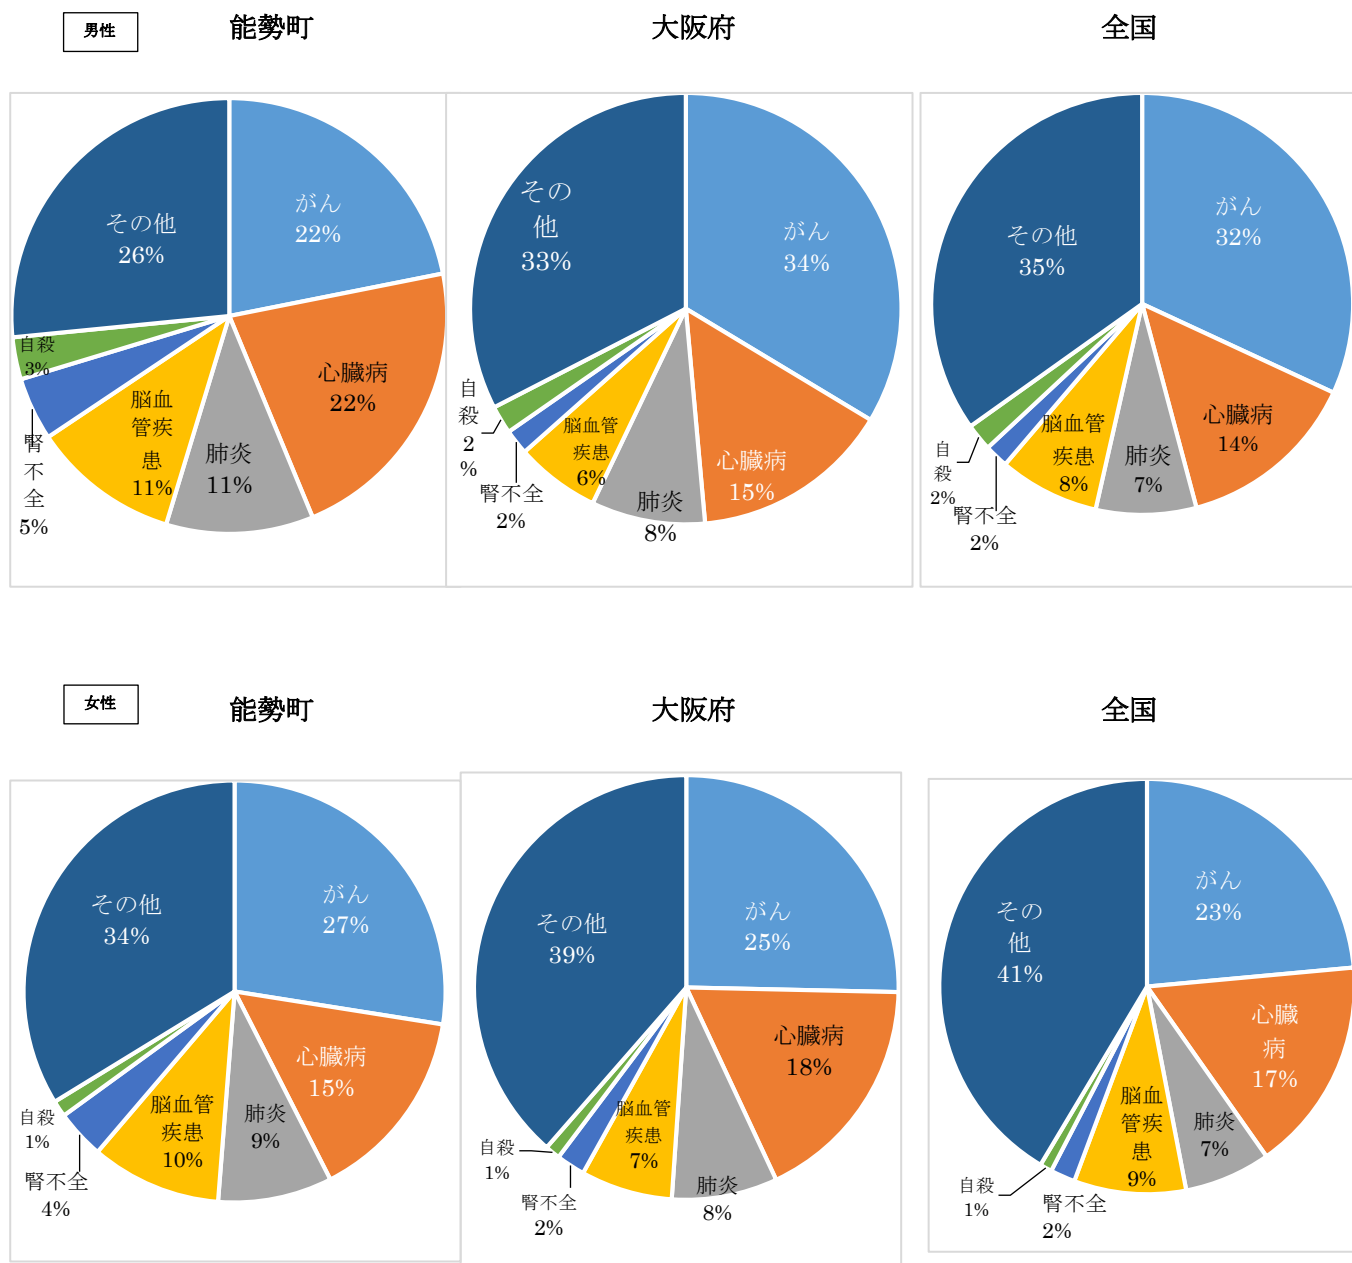 男性
能勢町
大阪府
全国
がん
22%
心臓病
22%
肺炎
11%
脳血
管疾
患
11%
腎
不
全
5%
自殺
3%
その他
26%
がん
34%
心臓病
15%
肺炎
8%
脳血管
疾患
6%
腎不全
2%
自
殺
2
%
その
他
33%
がん
32%
心臓病
14%
肺炎
7%
脳血管
疾患
8%
腎不全
2%
自
殺
2%
その他
35%
女性
能勢町
大阪府
全国
がん
27%
心臓病
15%
肺炎
9%
脳血管
疾患
10%
腎不全
4%
自殺
1%
その他
34%
がん
25%
心臓病
18%
肺炎
8%
脳血管
疾患
7%
腎不全
2%
自殺
1%
その他
39%
がん
23%
心臓
病
17%
肺炎
7%
脳血
管疾
患
9%
腎不全
2%
自殺
1%
その
他
41%